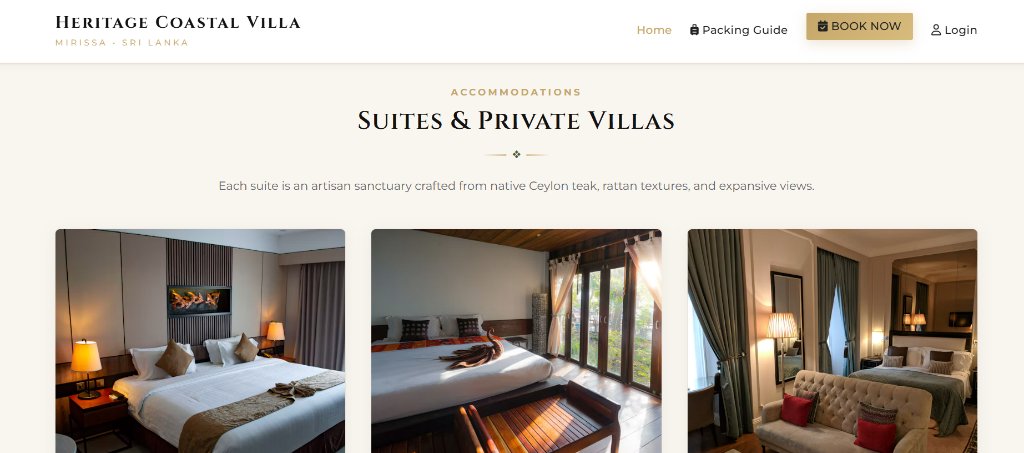 Heritage Coastal Villa
MIRISSA • SRI LANKA
Home
Packing Guide
BOOK NOW
Login
ACCOMMODATIONS
Suites & Private Villas
Each suite is an artisan sanctuary crafted from native Ceylon teak, rattan textures, and expansive views.